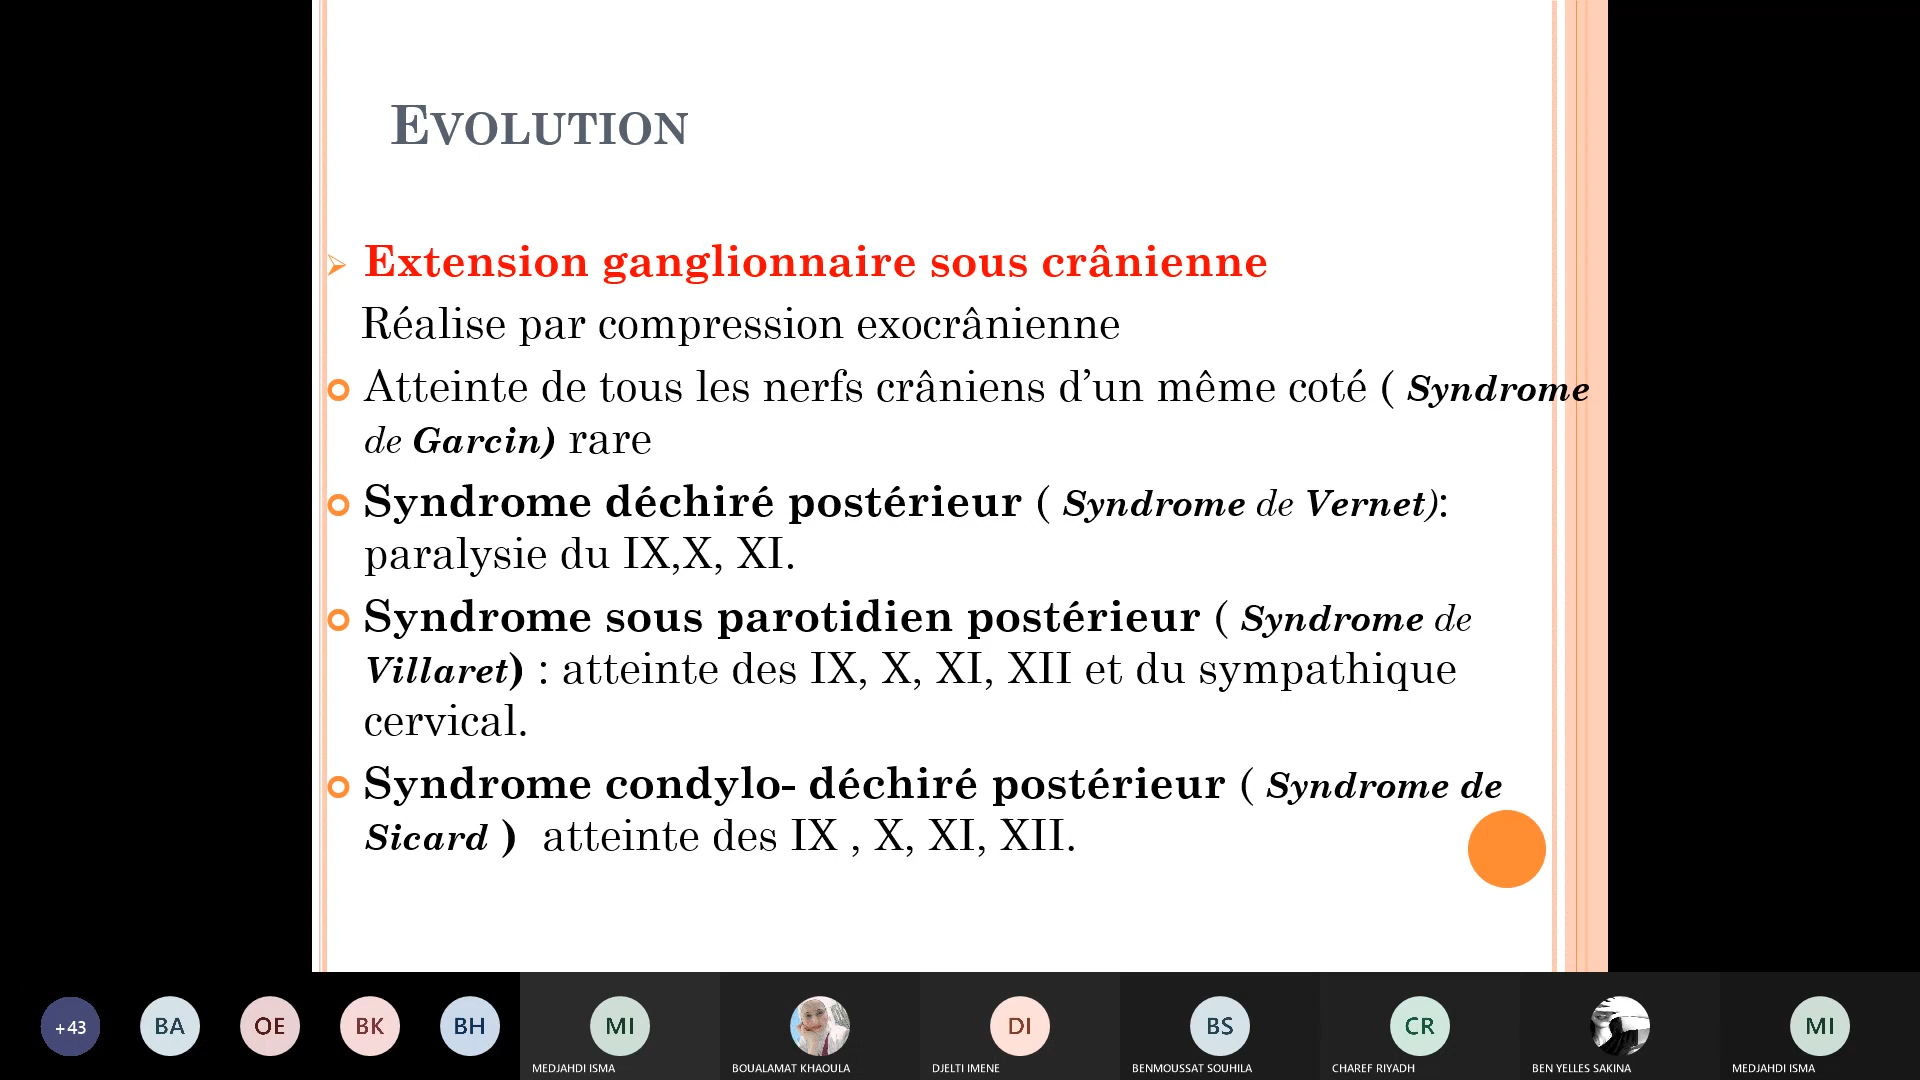 EVOLUTION
Extension ganglionnaire sous crânienne
Réalise par compression exocrânienne
Atteinte de tous les nerfs crâniens d’un même coté ( Syndrome
de Garcin) rare
Syndrome déchiré postérieur ( Syndrome de Vernet):
paralysie du IX,X, XI.
Syndrome sous parotidien postérieur ( Syndrome de
Villaret) : atteinte des IX, X, XI, XII et du sympathique
cervical.
Syndrome condylo- déchiré postérieur ( Syndrome de
Sicard ) atteinte des IX , X, XI, XII.
+43 BA OE BK BH MI DI BS CR MI
MEDJAHDI ISMA BOUALAMAT KHAOULA DJELTI IMENE BENMOUSSAT SOUHILA CHAREF RIYADH BEN YELLES SAKINA MEDJAHDI ISMA